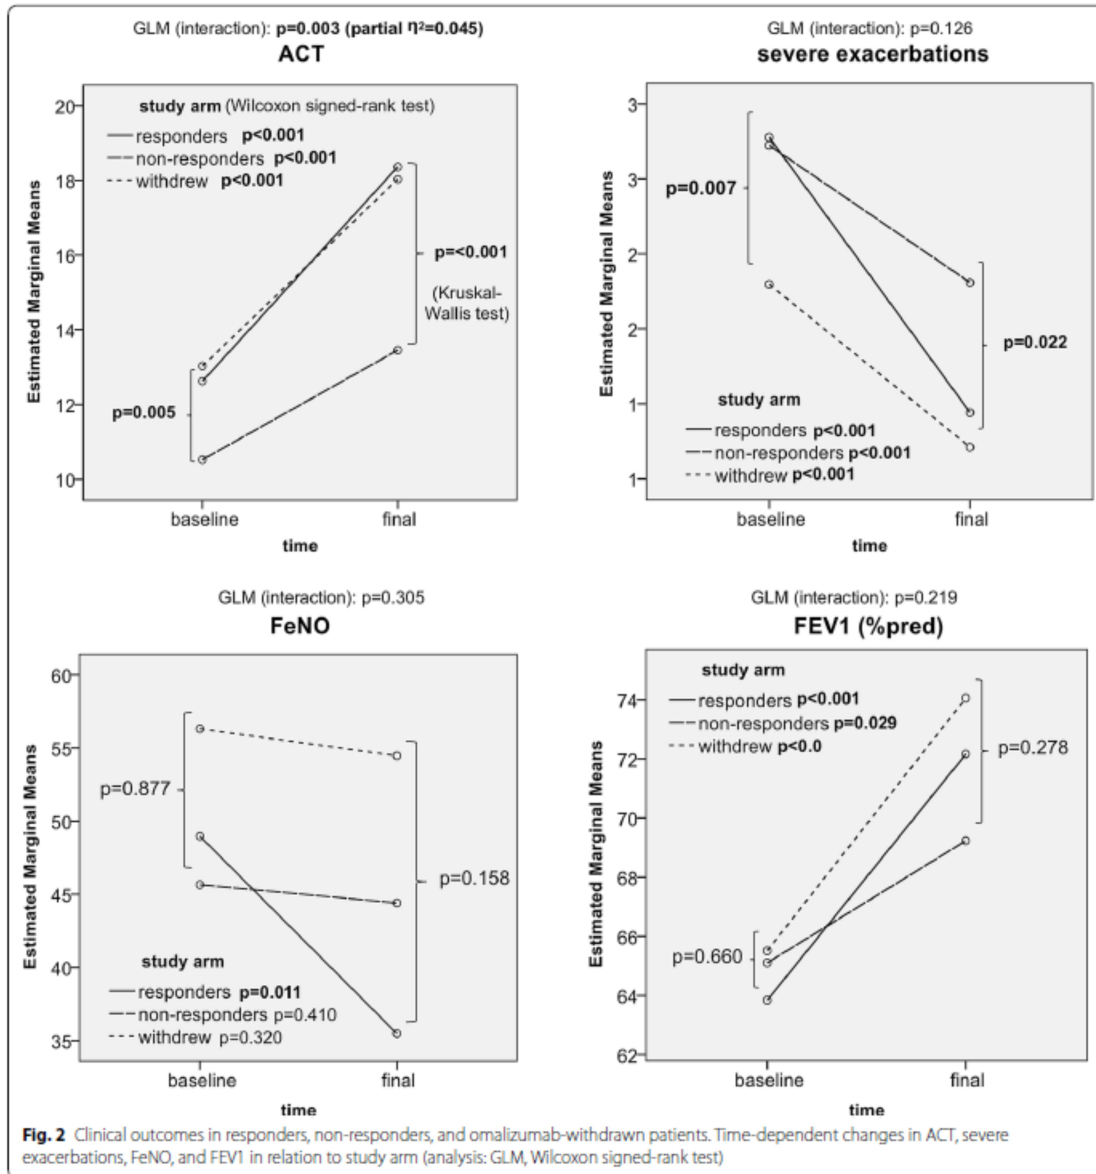 GLM (interaction): p=0.003 (partial η²=0.045)
ACT
Estimated Marginal Means
20
18
16
14
12
10
study arm (Wilcoxon signed-rank test)
responders p<0.001
non-responders p<0.001
withdrew p<0.001
p=<0.001
(Kruskal-
Wallis test)
p=0.005
baseline
final
time
GLM (interaction): p=0.126
severe exacerbations
Estimated Marginal Means
3
3
2
2
1
1
p=0.007
p=0.022
study arm
responders p<0.001
non-responders p<0.001
withdrew p<0.001
baseline
final
time
GLM (interaction): p=0.305
FeNO
Estimated Marginal Means
60
55
50
45
40
35
p=0.877
p=0.158
study arm
responders p=0.011
non-responders p=0.410
withdrew p=0.320
baseline
final
time
GLM (interaction): p=0.219
FEV1 (%pred)
Estimated Marginal Means
74
72
70
68
66
64
62
study arm
responders p<0.001
non-responders p=0.029
withdrew p<0.0
p=0.278
p=0.660
baseline
final
time
Fig. 2 Clinical outcomes in responders, non-responders, and omalizumab-withdrawn patients. Time-dependent changes in ACT, severe
exacerbations, FeNO, and FEV1 in relation to study arm (analysis: GLM, Wilcoxon signed-rank test)